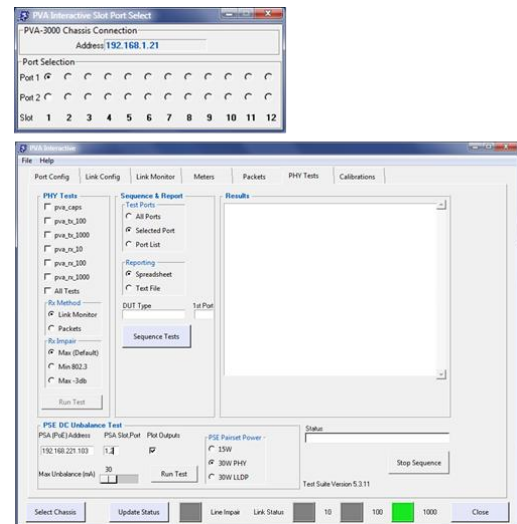 PVA Interactive Slot Port Select
PVA-3000 Chassis Connection
Address 192.168.1.21
Port Selection
Port 1
Port 2
Slot 1 2 3 4 5 6 7 8 9 10 11 12
PVA Interactive
File Help
Port Config Link Config Link Monitor Meters Packets PHY Tests Calibrations
PHY Tests
pva_caps
pva_tx_100
pva_tx_1000
pva_rx_10
pva_rx_100
pva_rx_1000
All Tests
Rx Method
Link Monitor
Packets
Rx Impair
Max (Default)
Min 802.3
Max -3db
Run Test
Sequence & Report
Test Ports
All Ports
Selected Port
Port List
Reporting
Spreadsheet
Text File
DUT Type 1st Port
Sequence Tests
Results
PSE DC Unbalance Test
PSA (PoE) Address PSA Slot,Port Plot Outputs
192.168.221.103 1,2
Max Unbalance (mA) 30 Run Test
PSE Pairset Power
15W
30W PHY
30W LLDP
Status
Stop Sequence
Test Suite Version 5.3.11
Select Chassis Update Status Line Impair Link Status 10 100 1000 Close